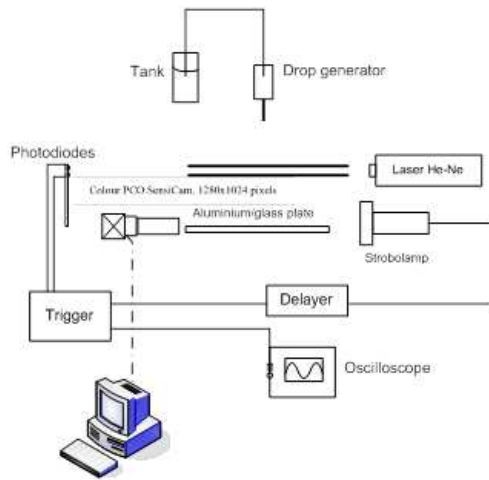 Tank
Drop generator
Photodiodes
Laser He-Ne
Colour PCO SensiCam, 1280x1024 pixels
Aluminium/glass plate
Strobolamp
Delayer
Trigger
Oscilloscope